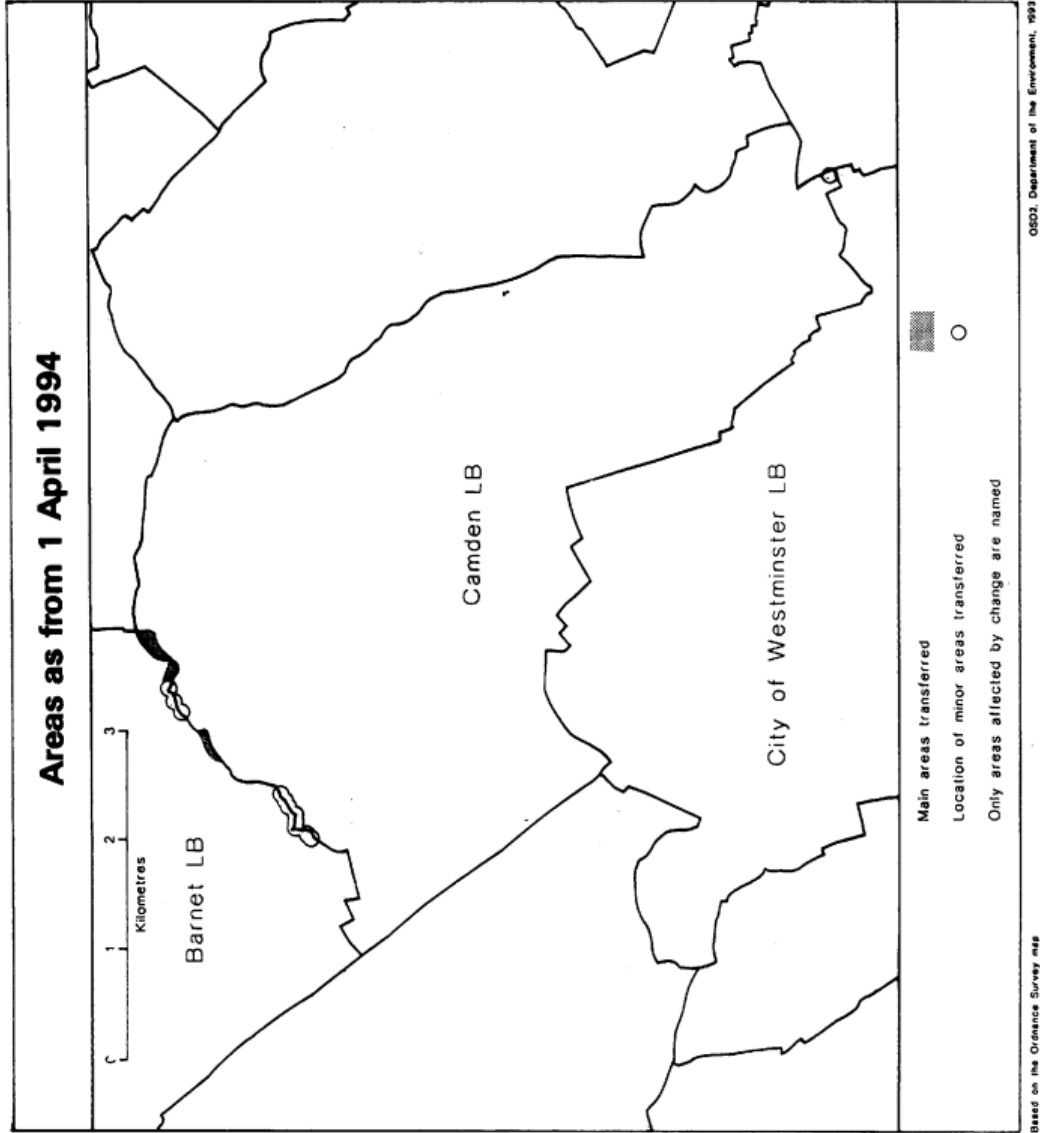 Areas as from 1 April 1994
0 1 2 3
Kilometres
Barnet LB
Camden LB
City of Westminster LB
Main areas transferred
Location of minor areas transferred
Only areas affected by change are named
Based on the Ordnance Survey map
OSD2, Department of the Environment, 1993